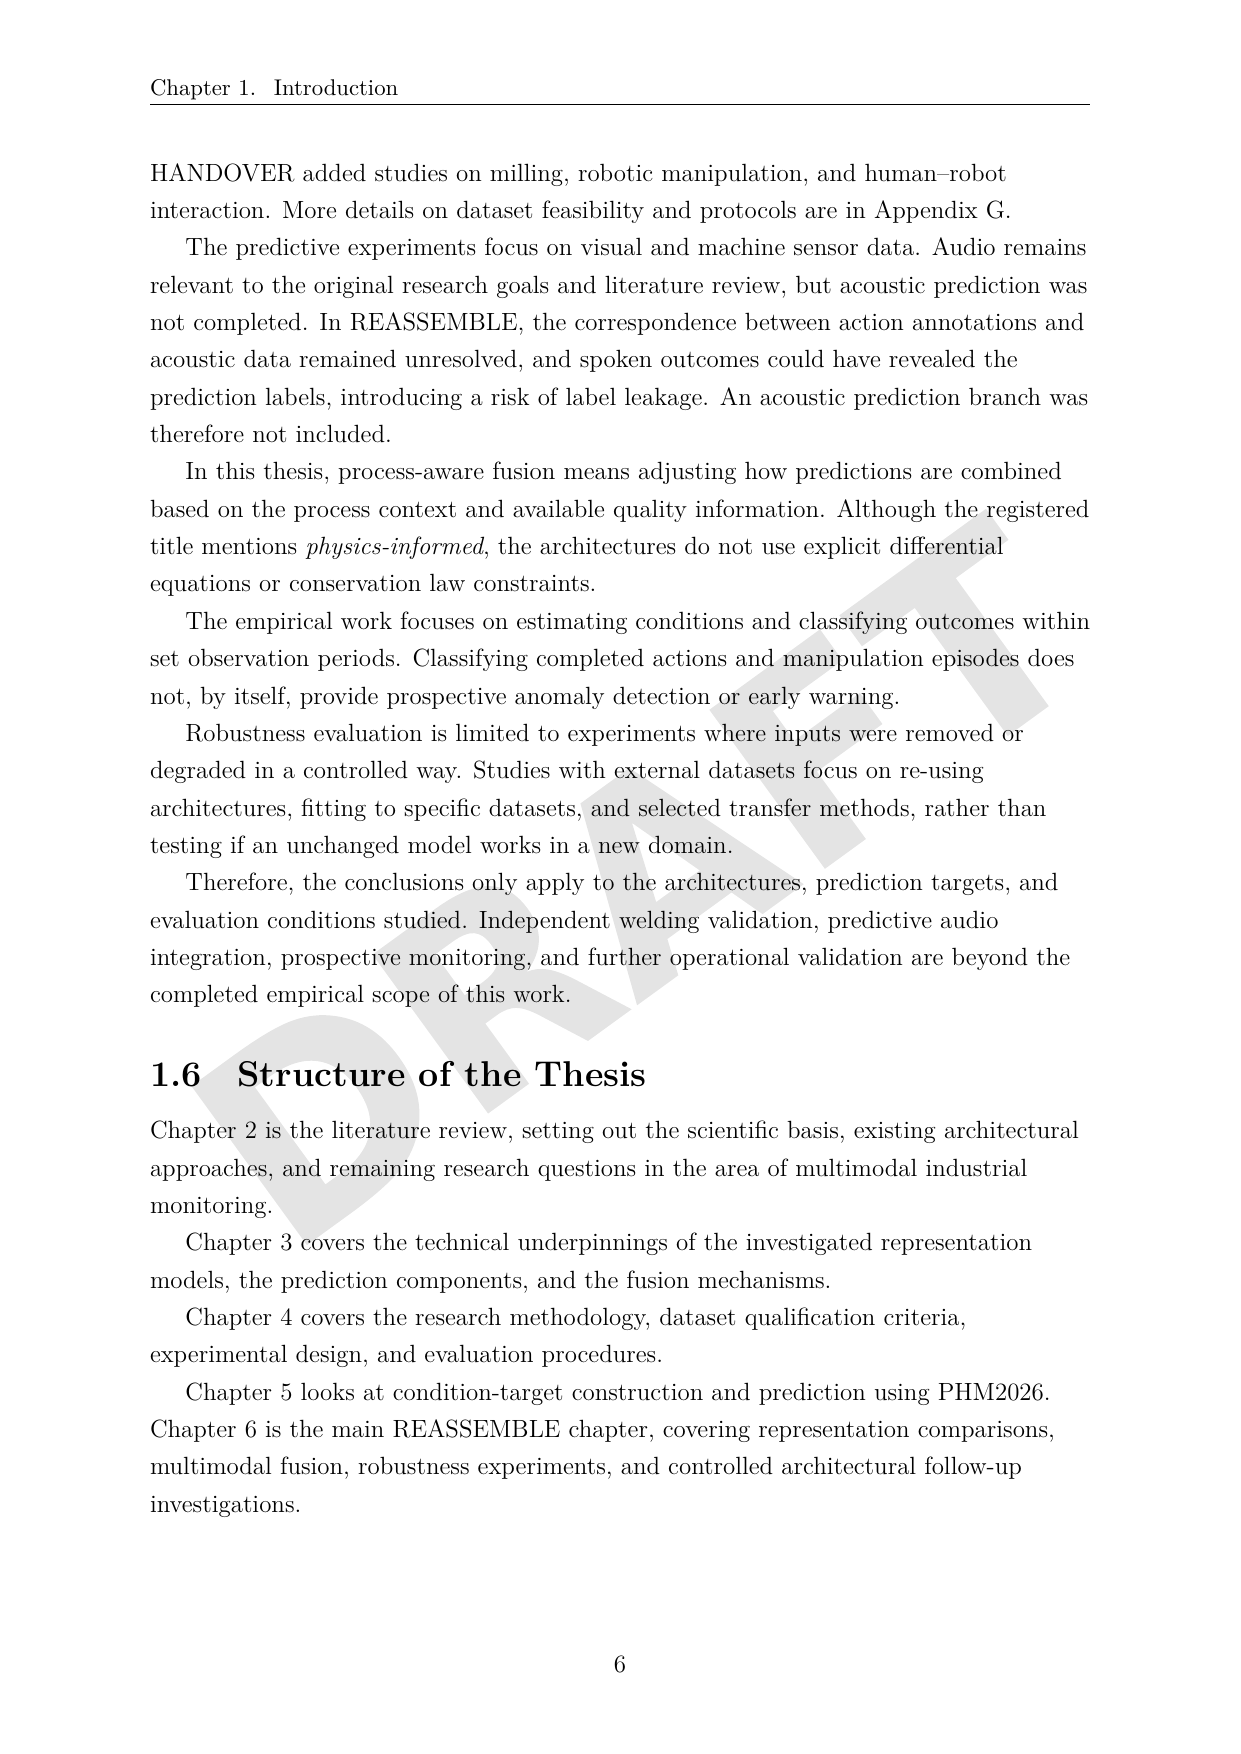 Chapter 1. Introduction
HANDOVER added studies on milling, robotic manipulation, and human–robot
interaction. More details on dataset feasibility and protocols are in Appendix G.
The predictive experiments focus on visual and machine sensor data. Audio remains
relevant to the original research goals and literature review, but acoustic prediction was
not completed. In REASSEMBLE, the correspondence between action annotations and
acoustic data remained unresolved, and spoken outcomes could have revealed the
prediction labels, introducing a risk of label leakage. An acoustic prediction branch was
therefore not included.
In this thesis, process-aware fusion means adjusting how predictions are combined
based on the process context and available quality information. Although the registered
title mentions physics-informed, the architectures do not use explicit differential
equations or conservation law constraints.
The empirical work focuses on estimating conditions and classifying outcomes within
set observation periods. Classifying completed actions and manipulation episodes does
not, by itself, provide prospective anomaly detection or early warning.
Robustness evaluation is limited to experiments where inputs were removed or
degraded in a controlled way. Studies with external datasets focus on re-using
architectures, fitting to specific datasets, and selected transfer methods, rather than
testing if an unchanged model works in a new domain.
Therefore, the conclusions only apply to the architectures, prediction targets, and
evaluation conditions studied. Independent welding validation, predictive audio
integration, prospective monitoring, and further operational validation are beyond the
completed empirical scope of this work.
1.6 Structure of the Thesis
Chapter 2 is the literature review, setting out the scientific basis, existing architectural
approaches, and remaining research questions in the area of multimodal industrial
monitoring.
Chapter 3 covers the technical underpinnings of the investigated representation
models, the prediction components, and the fusion mechanisms.
Chapter 4 covers the research methodology, dataset qualification criteria,
experimental design, and evaluation procedures.
Chapter 5 looks at condition-target construction and prediction using PHM2026.
Chapter 6 is the main REASSEMBLE chapter, covering representation comparisons,
multimodal fusion, robustness experiments, and controlled architectural follow-up
investigations.
6
DRAFT